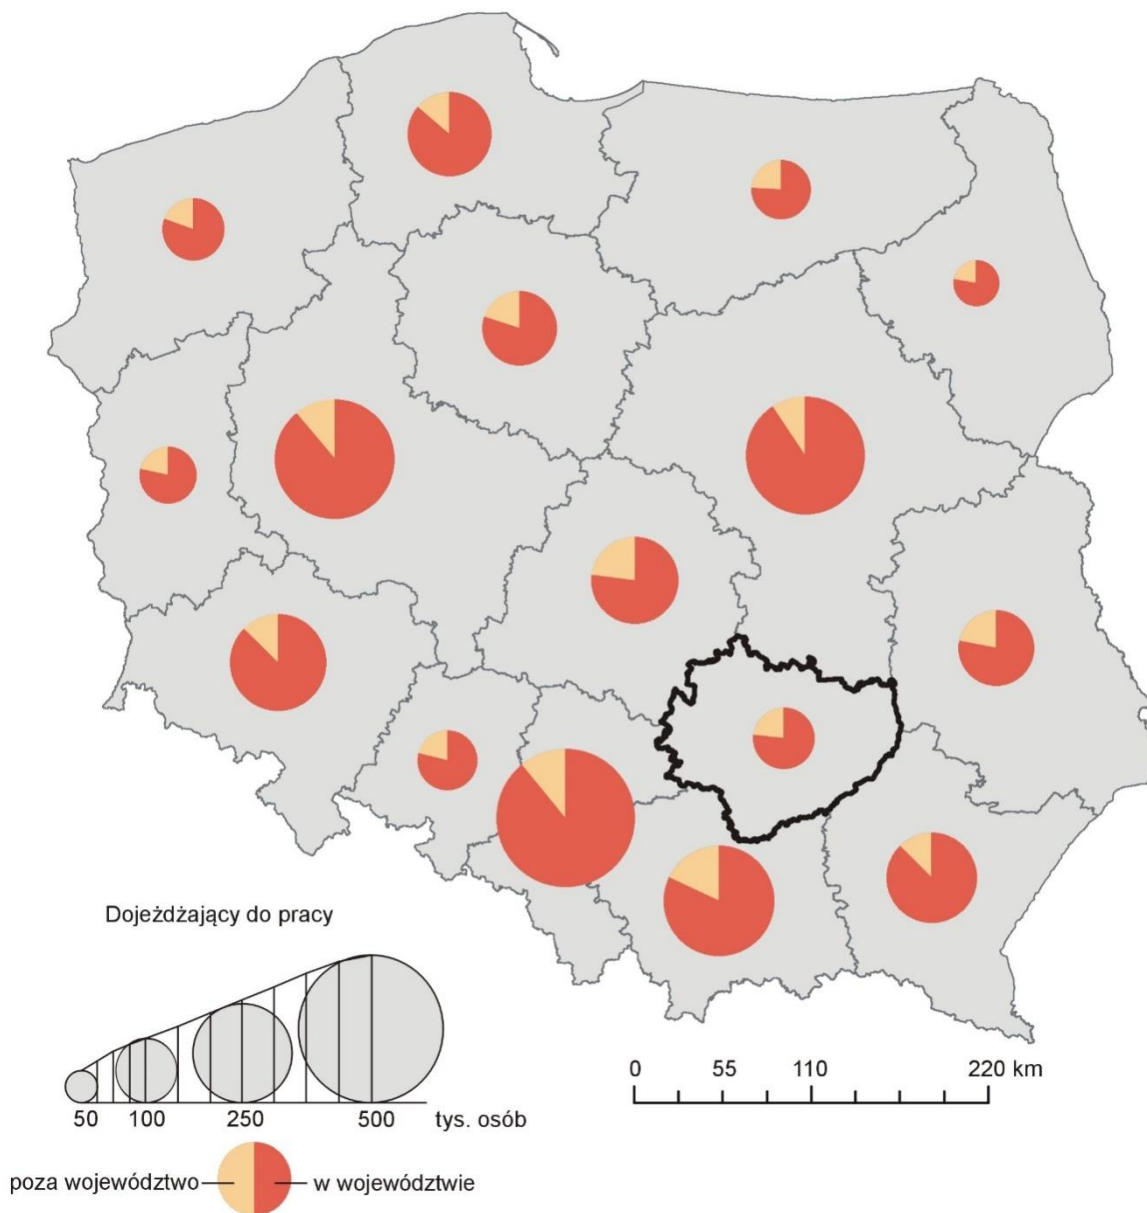 Dojeżdżający do pracy
50 100 250 500 tys. osób
poza województwo w województwie
0 55 110 220 km